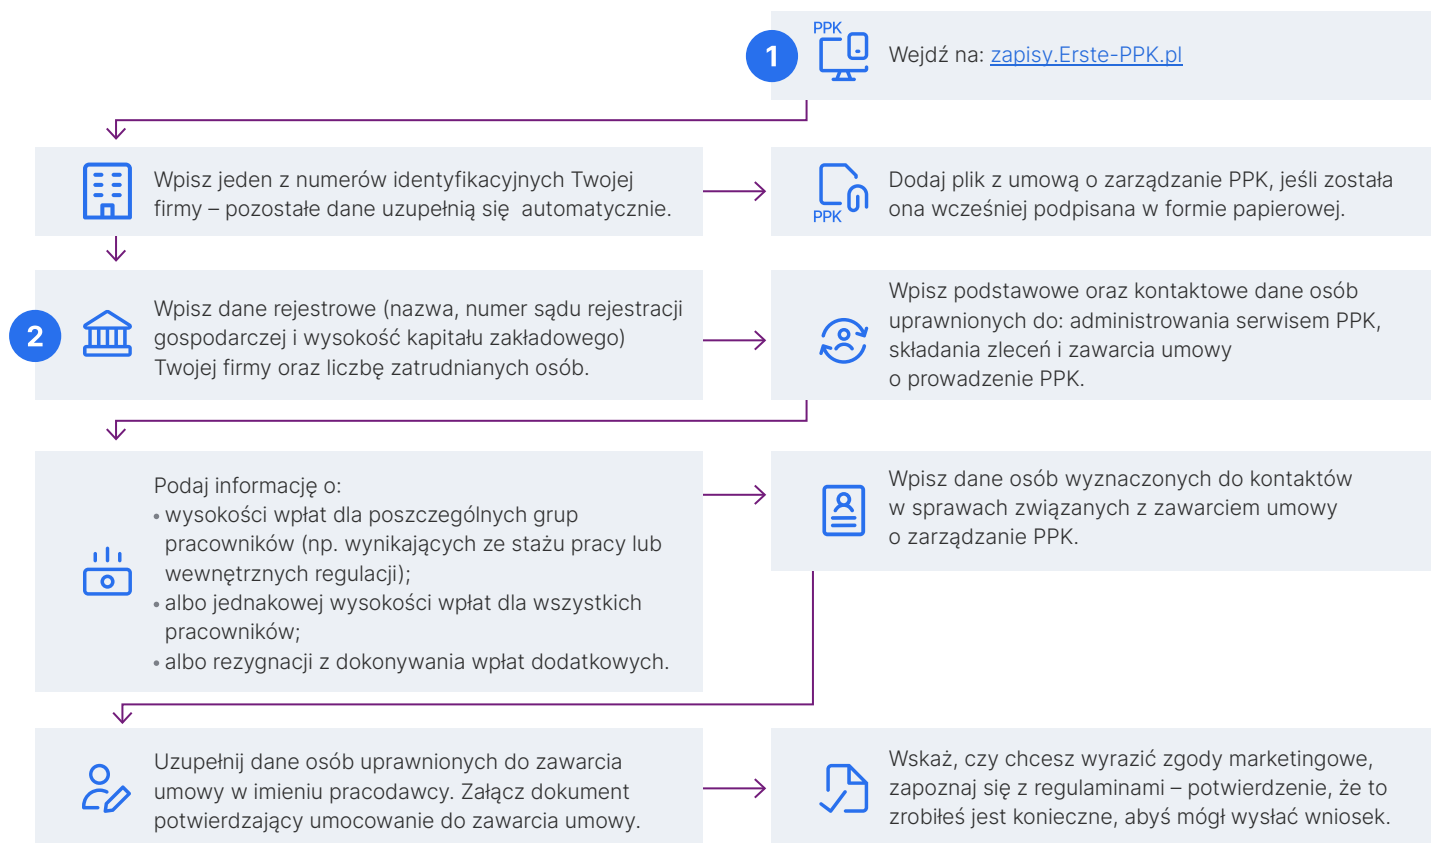 PPK
1
Wejdź na: zapisy.Erste-PPK.pl
Wpisz jeden z numerów identyfikacyjnych Twojej
firmy – pozostałe dane uzupełnią się  automatycznie.
PPK
Dodaj plik z umową o zarządzanie PPK, jeśli została
ona wcześniej podpisana w formie papierowej.
2
Wpisz dane rejestrowe (nazwa, numer sądu rejestracji
gospodarczej i wysokość kapitału zakładowego)
Twojej firmy oraz liczbę zatrudnianych osób.
Wpisz podstawowe oraz kontaktowe dane osób
uprawnionych do: administrowania serwisem PPK,
składania zleceń i zawarcia umowy
o prowadzenie PPK.
Podaj informację o:
• wysokości wpłat dla poszczególnych grup
pracowników (np. wynikających ze stażu pracy lub
wewnętrznych regulacji);
• albo jednakowej wysokości wpłat dla wszystkich
pracowników;
• albo rezygnacji z dokonywania wpłat dodatkowych.
Wpisz dane osób wyznaczonych do kontaktów
w sprawach związanych z zawarciem umowy
o zarządzanie PPK.
Uzupełnij dane osób uprawnionych do zawarcia
umowy w imieniu pracodawcy. Załącz dokument
potwierdzający umocowanie do zawarcia umowy.
Wskaż, czy chcesz wyrazić zgody marketingowe,
zapoznaj się z regulaminami – potwierdzenie, że to
zrobiłeś jest konieczne, abyś mógł wysłać wniosek.